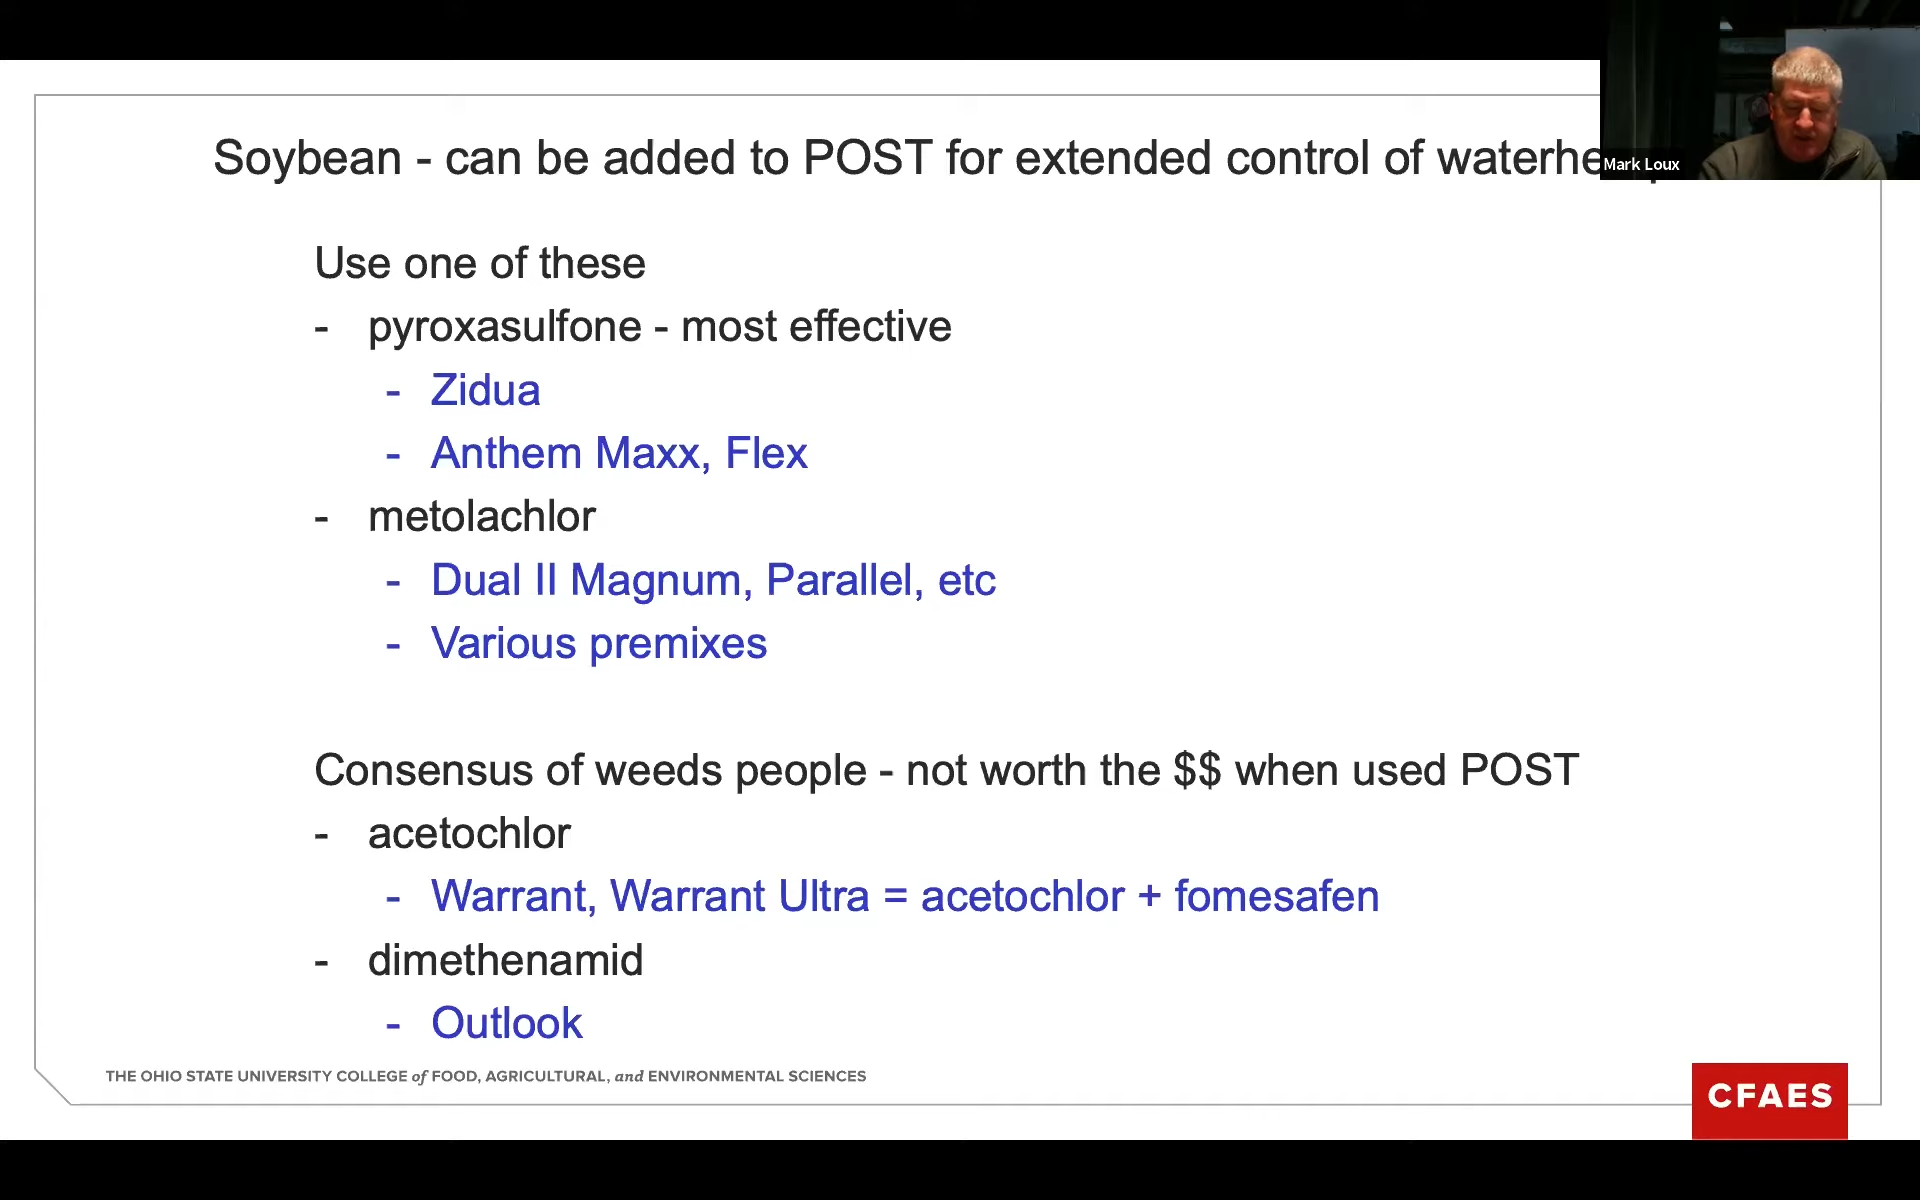 Soybean - can be added to POST for extended control of
Mark Loux
Use one of these
- pyroxasulfone - most effective
- Zidua
- Anthem Maxx, Flex
- metolachlor
- Dual II Magnum, Parallel, etc
- Various premixes
Consensus of weeds people - not worth the $$ when used POST
- acetochlor
- Warrant, Warrant Ultra = acetochlor + fomesafen
- dimethenamid
- Outlook
THE OHIO STATE UNIVERSITY COLLEGE of FOOD, AGRICULTURAL, and ENVIRONMENTAL SCIENCES
CFAES